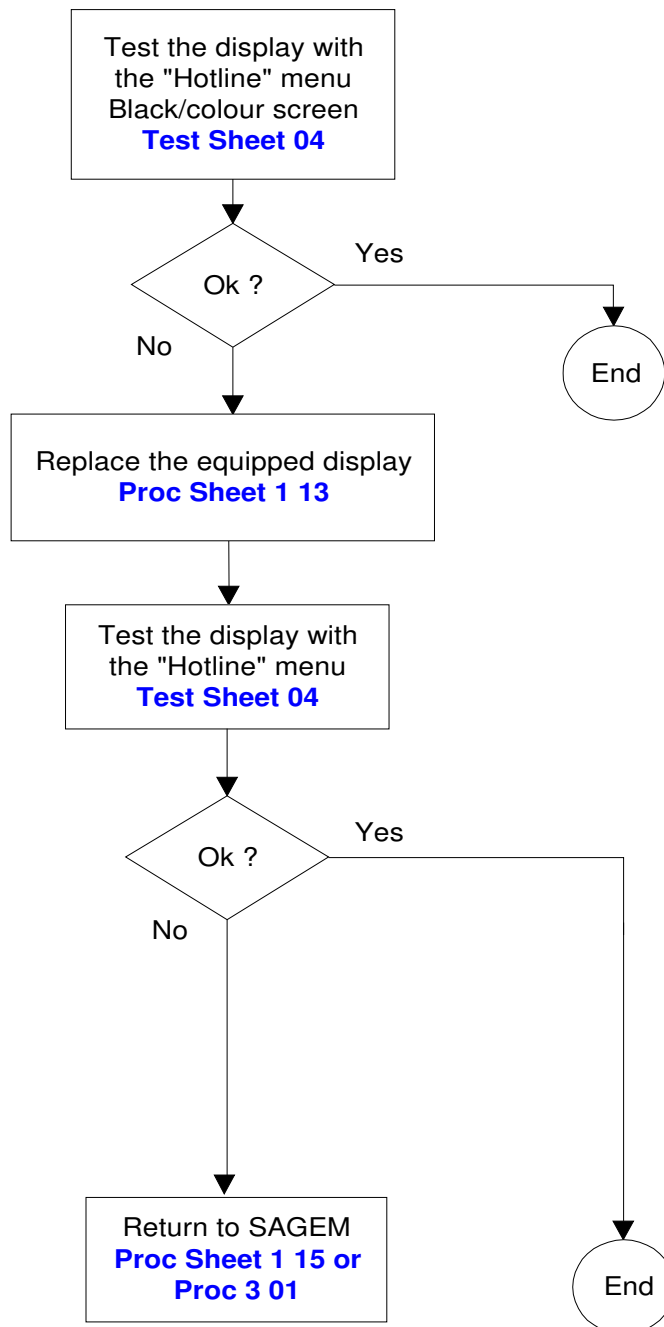 Test the display with
the "Hotline" menu
Black/colour screen
Test Sheet 04
Ok ?
Yes
No
End
Replace the equipped display
Proc Sheet 1 13
Test the display with
the "Hotline" menu
Test Sheet 04
Ok ?
Yes
No
Return to SAGEM
Proc Sheet 1 15 or
Proc 3 01
End